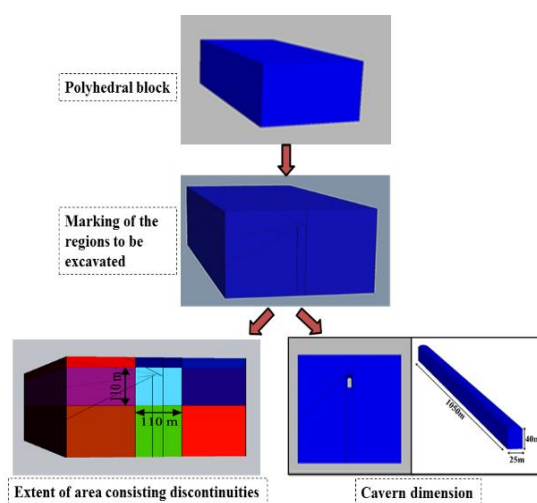 Polyhedral block
Marking of the
regions to be
excavated
110 m
110 m
1050m
40m
25m
Extent of area consisting discontinuities
Cavern dimension